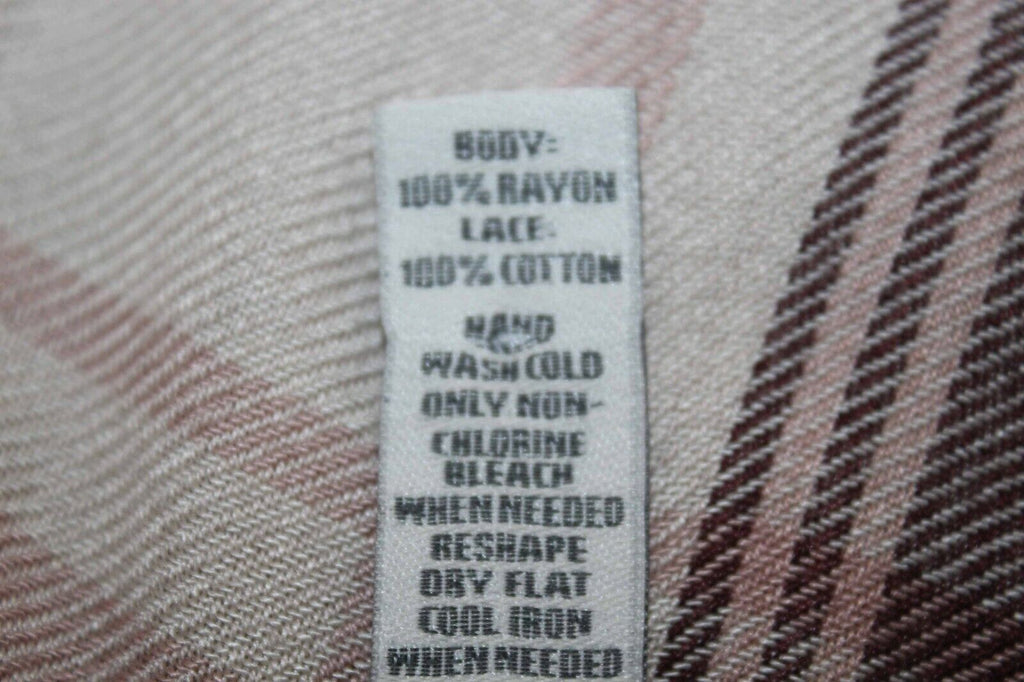 BODY:
100% RAYON
LACE:
100% COTTON
HAND
WASH COLD
ONLY NON-
CHLORINE
BLEACH
WHEN NEEDED
RESHAPE
DRY FLAT
COOL IRON
WHEN NEEDED